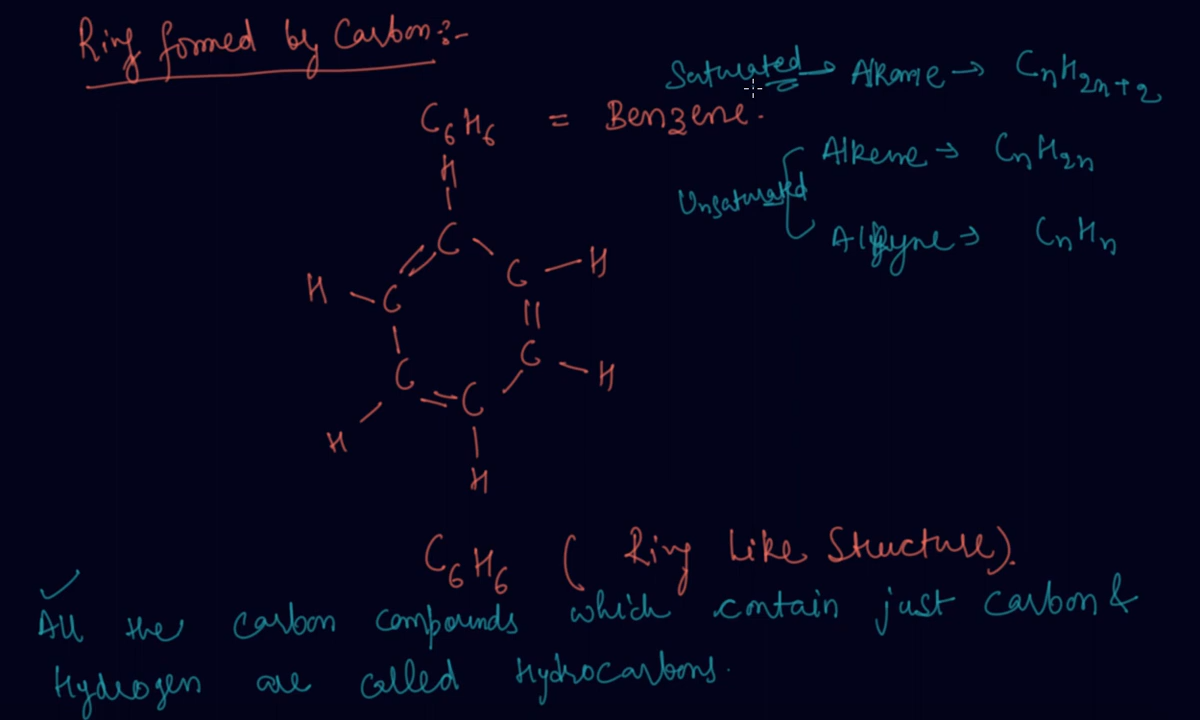 Ring formed by Carbon:-
Saturated → Alkane → CnH2n+2
C6H6 = Benzene.
Unsaturated { Alkene → CnH2n
Alkyne → CnHn
H
C
C - H
H - C
C - H
C = C
H
H
C6H6 ( Ring Like Structure).
✓
All the carbon compounds which contain just carbon &
Hydrogen are called Hydrocarbons.